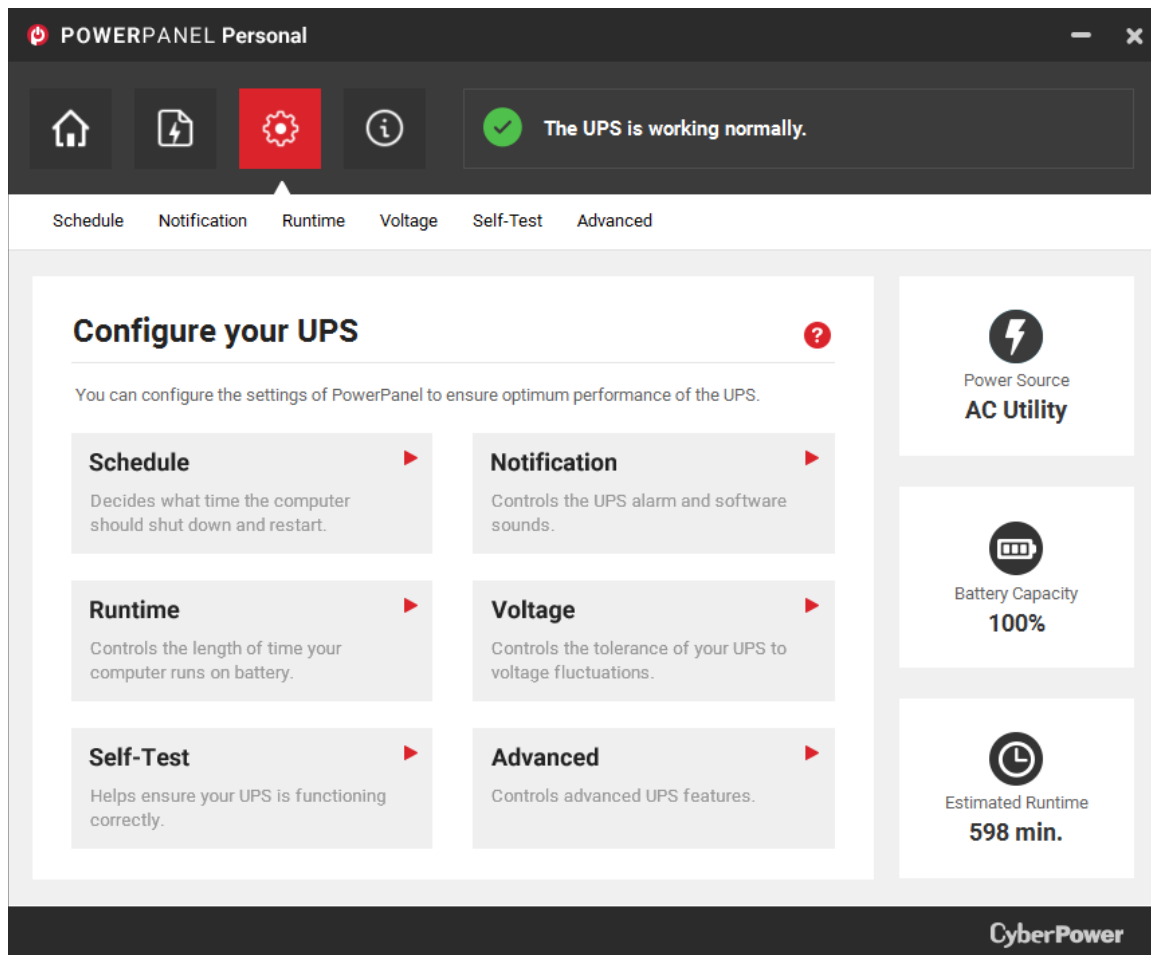 POWERPANEL Personal
The UPS is working normally.
Schedule Notification Runtime Voltage Self-Test Advanced
Configure your UPS
?
You can configure the settings of PowerPanel to ensure optimum performance of the UPS.
Schedule
Decides what time the computer
should shut down and restart.
Notification
Controls the UPS alarm and software
sounds.
Runtime
Controls the length of time your
computer runs on battery.
Voltage
Controls the tolerance of your UPS to
voltage fluctuations.
Self-Test
Helps ensure your UPS is functioning
correctly.
Advanced
Controls advanced UPS features.
Power Source
AC Utility
Battery Capacity
100%
Estimated Runtime
598 min.
CyberPower